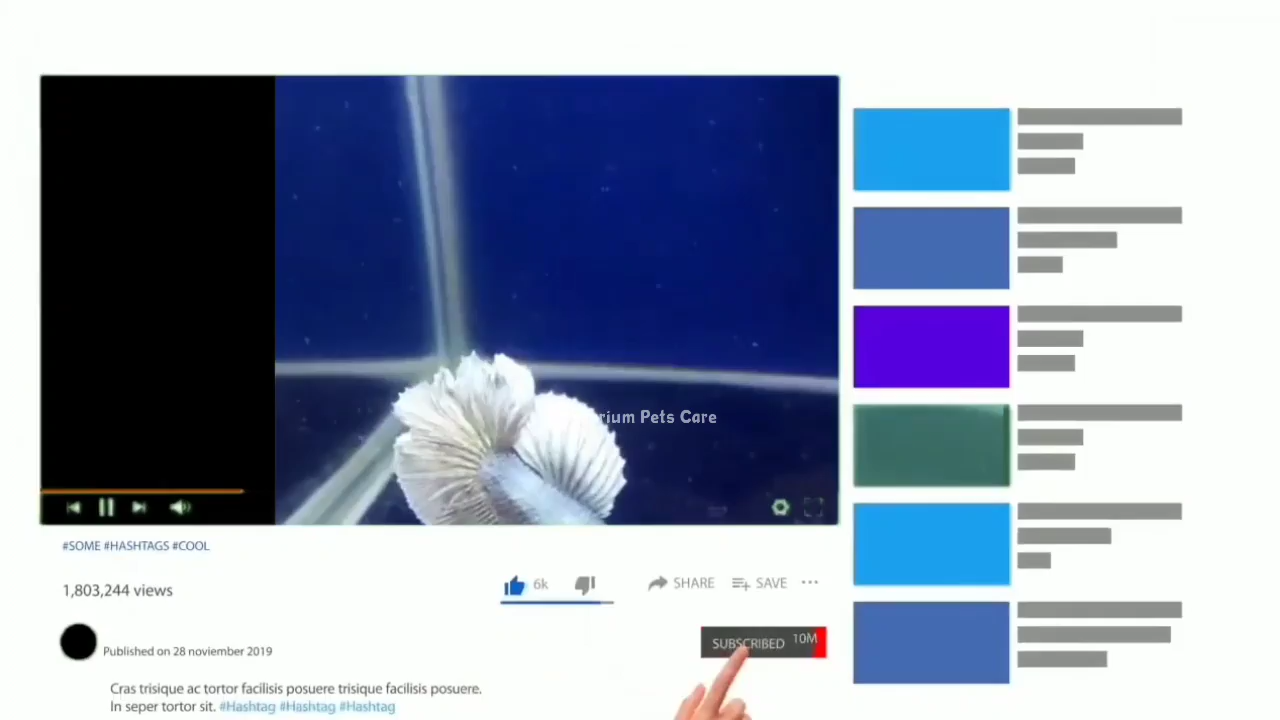 rium Pets Care
#SOME #HASHTAGS #COOL
1,803,244 views
6k
SHARE
SAVE
SUBSCRIBED 10M
Published on 28 noviember 2019
Cras trisique ac tortor facilisis posuere trisique facilisis posuere.
In seper tortor sit. #Hashtag #Hashtag #Hashtag